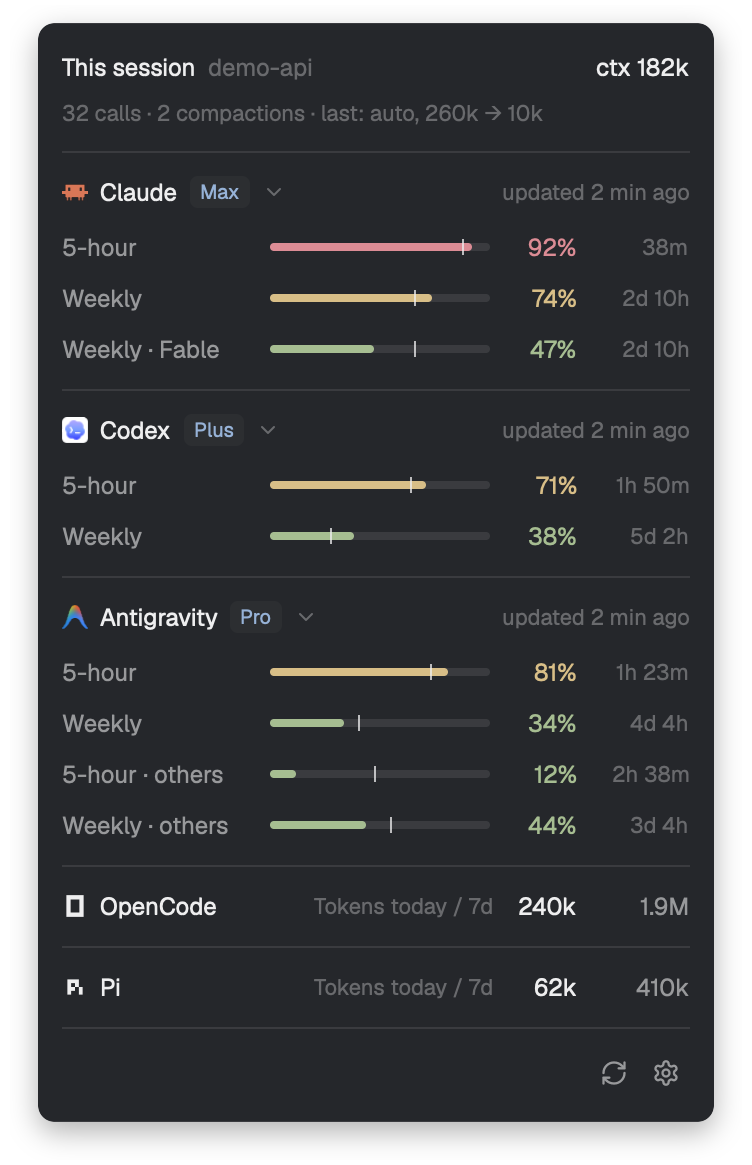 This session demo-api ctx 182k
32 calls · 2 compactions · last: auto, 260k → 10k
Claude Max updated 2 min ago
5-hour 92% 38m
Weekly 74% 2d 10h
Weekly · Fable 47% 2d 10h
Codex Plus updated 2 min ago
5-hour 71% 1h 50m
Weekly 38% 5d 2h
Antigravity Pro updated 2 min ago
5-hour 81% 1h 23m
Weekly 34% 4d 4h
5-hour · others 12% 2h 38m
Weekly · others 44% 3d 4h
OpenCode Tokens today / 7d 240k 1.9M
Pi Tokens today / 7d 62k 410k